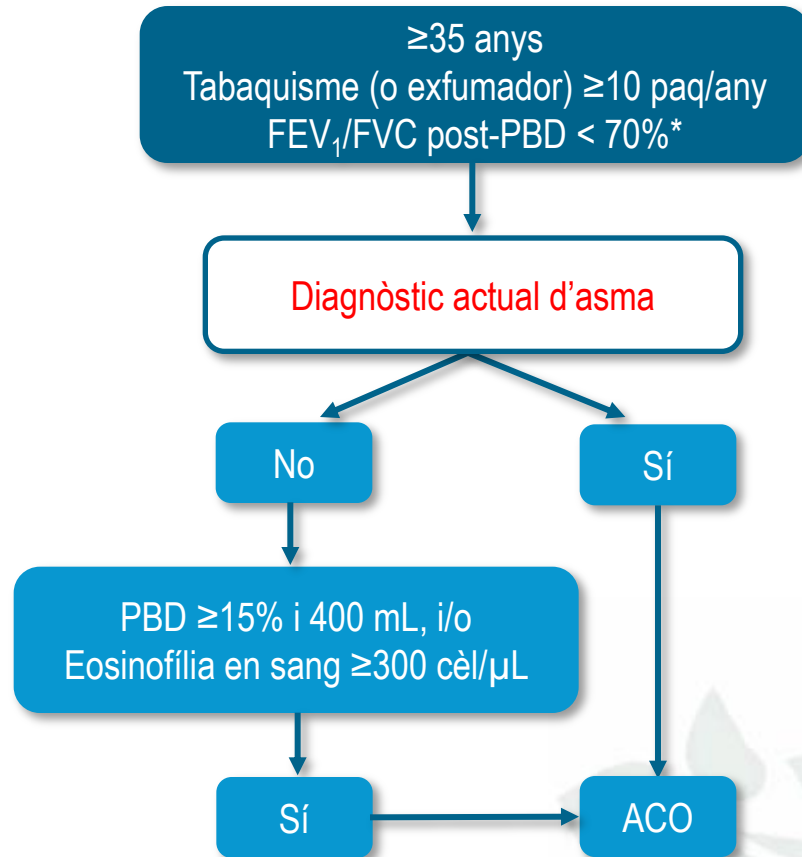 ≥35 anys
Tabaquisme (o exfumador) ≥10 paq/any
FEV₁/FVC post-PBD < 70%*
Diagnòstic actual d’asma
No
Sí
PBD ≥15% i 400 mL, i/o
Eosinofília en sang ≥300 cèl/µL
Sí
ACO